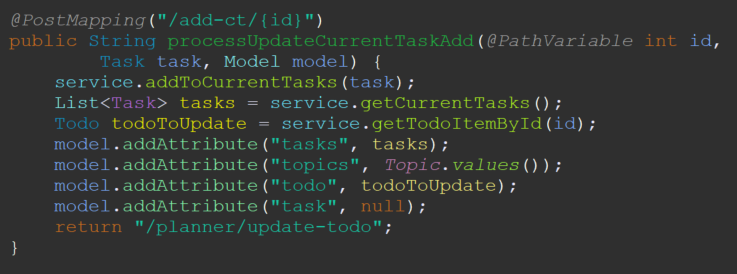 @PostMapping("/add-ct/{id}")
public String processUpdateCurrentTaskAdd(@PathVariable int id,
        Task task, Model model) {
    service.addToCurrentTasks(task);
    List<Task> tasks = service.getCurrentTasks();
    Todo todoToUpdate = service.getTodoItemById(id);
    model.addAttribute("tasks", tasks);
    model.addAttribute("topics", Topic.values());
    model.addAttribute("todo", todoToUpdate);
    model.addAttribute("task", null);
    return "/planner/update-todo";
}